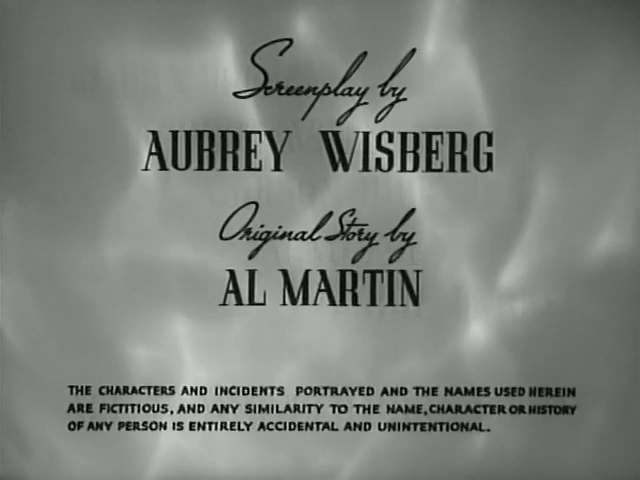 Screenplay by
AUBREY WISBERG
Original Story by
AL MARTIN
THE CHARACTERS AND INCIDENTS PORTRAYED AND THE NAMES USED HEREIN
ARE FICTITIOUS, AND ANY SIMILARITY TO THE NAME, CHARACTER OR HISTORY
OF ANY PERSON IS ENTIRELY ACCIDENTAL AND UNINTENTIONAL.